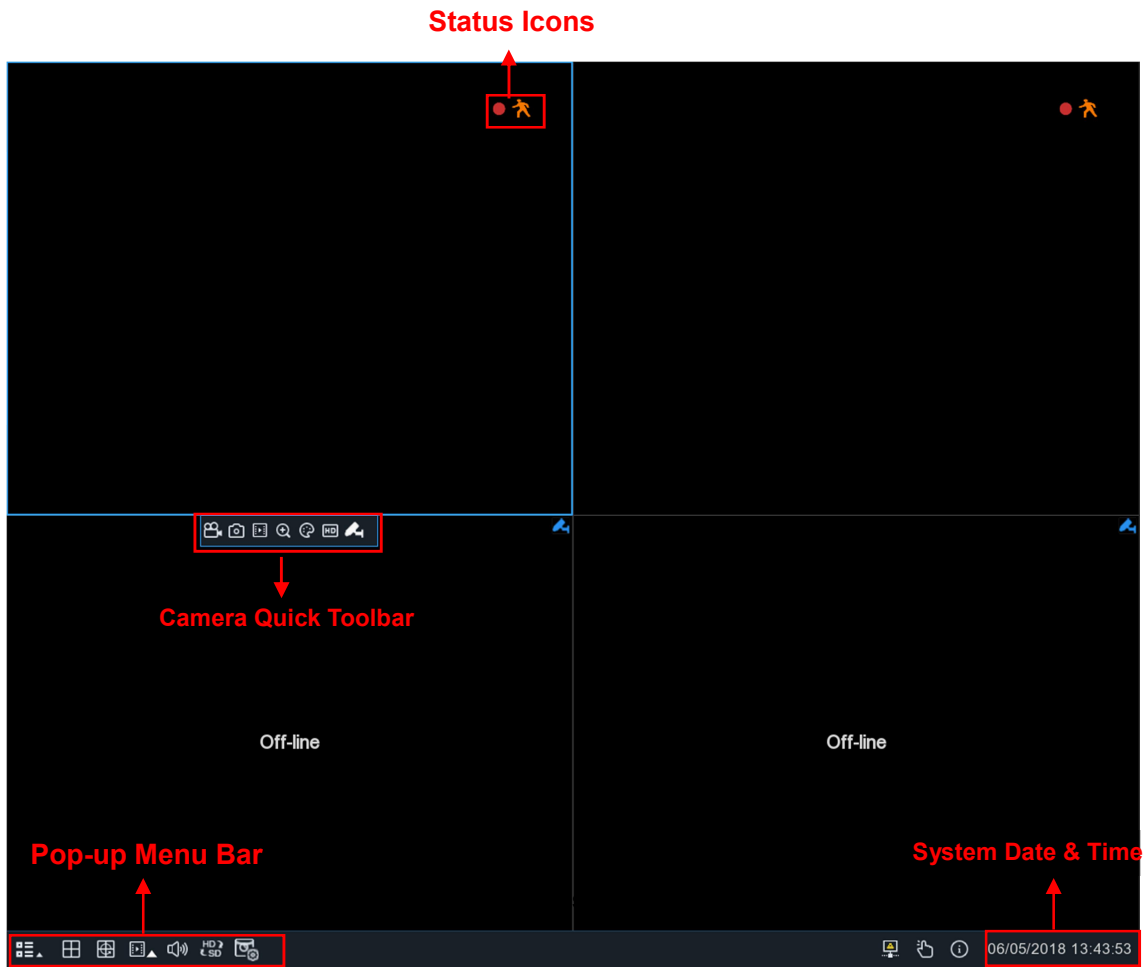 Status Icons
HD
Camera Quick Toolbar
Off-line
Off-line
Pop-up Menu Bar
System Date & Time
HD
SD
06/05/2018 13:43:53